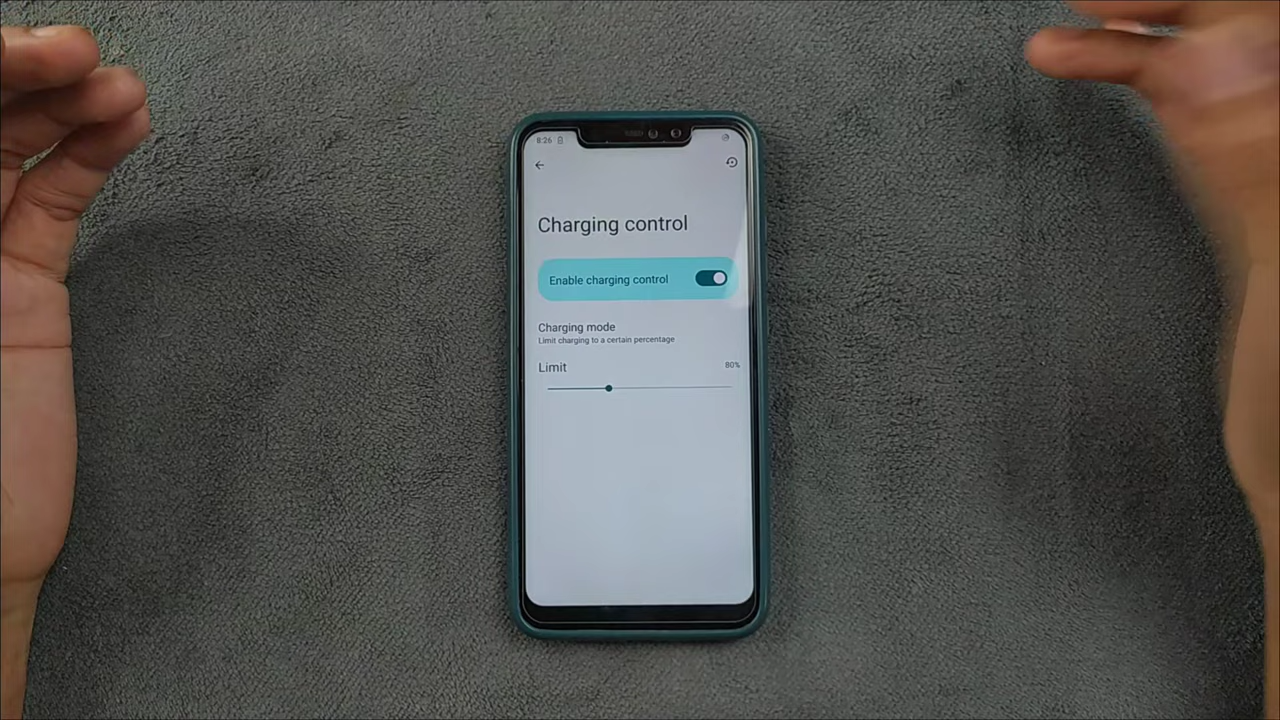 8:26
Charging control
Enable charging control
Charging mode
Limit charging to a certain percentage
Limit
80%